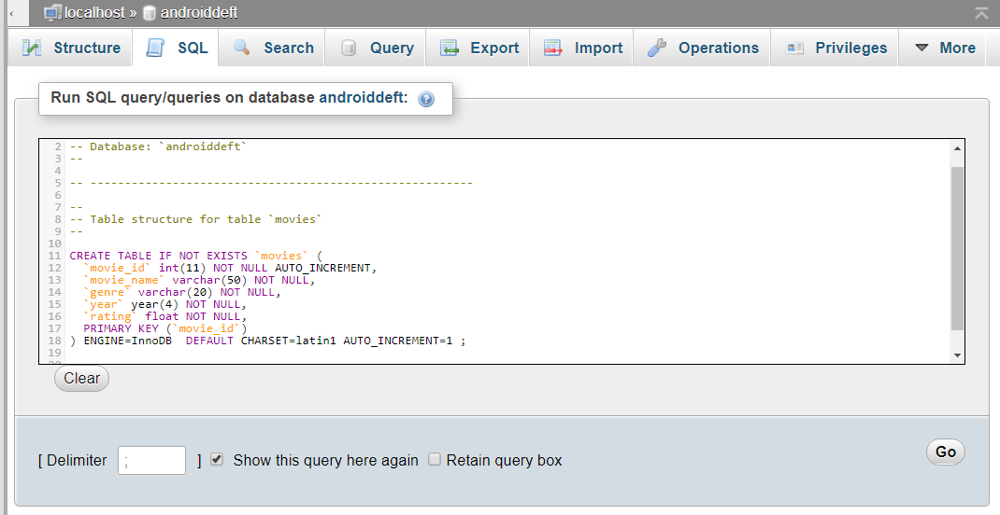 localhost » androiddeft
Structure SQL Search Query Export Import Operations Privileges More
Run SQL query/queries on database androiddeft:
2 -- Database: `androiddeft`
3 --
4
5 -- --------------------------------------------------------
6
7 --
8 -- Table structure for table `movies`
9 --
10
11 CREATE TABLE IF NOT EXISTS `movies` (
12 `movie_id` int(11) NOT NULL AUTO_INCREMENT,
13 `movie_name` varchar(50) NOT NULL,
14 `genre` varchar(20) NOT NULL,
15 `year` year(4) NOT NULL,
16 `rating` float NOT NULL,
17 PRIMARY KEY (`movie_id`)
18 ) ENGINE=InnoDB DEFAULT CHARSET=latin1 AUTO_INCREMENT=1 ;
19
Clear
[ Delimiter ; ] Show this query here again Retain query box Go